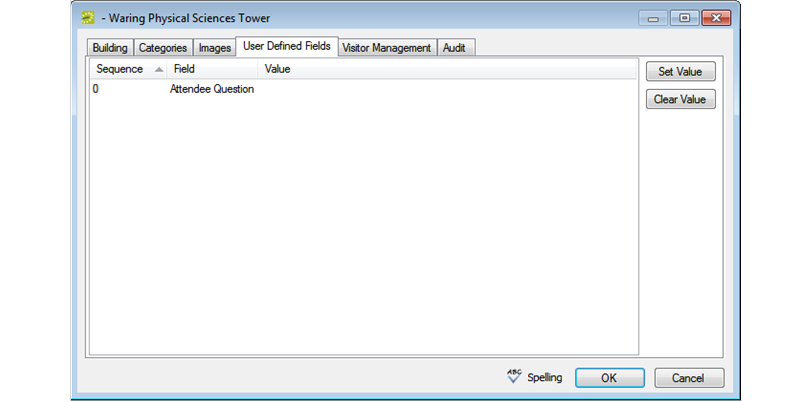 - Waring Physical Sciences Tower
Building Categories Images User Defined Fields Visitor Management Audit
Sequence Field Value
0 Attendee Question
Set Value
Clear Value
ABC Spelling OK Cancel